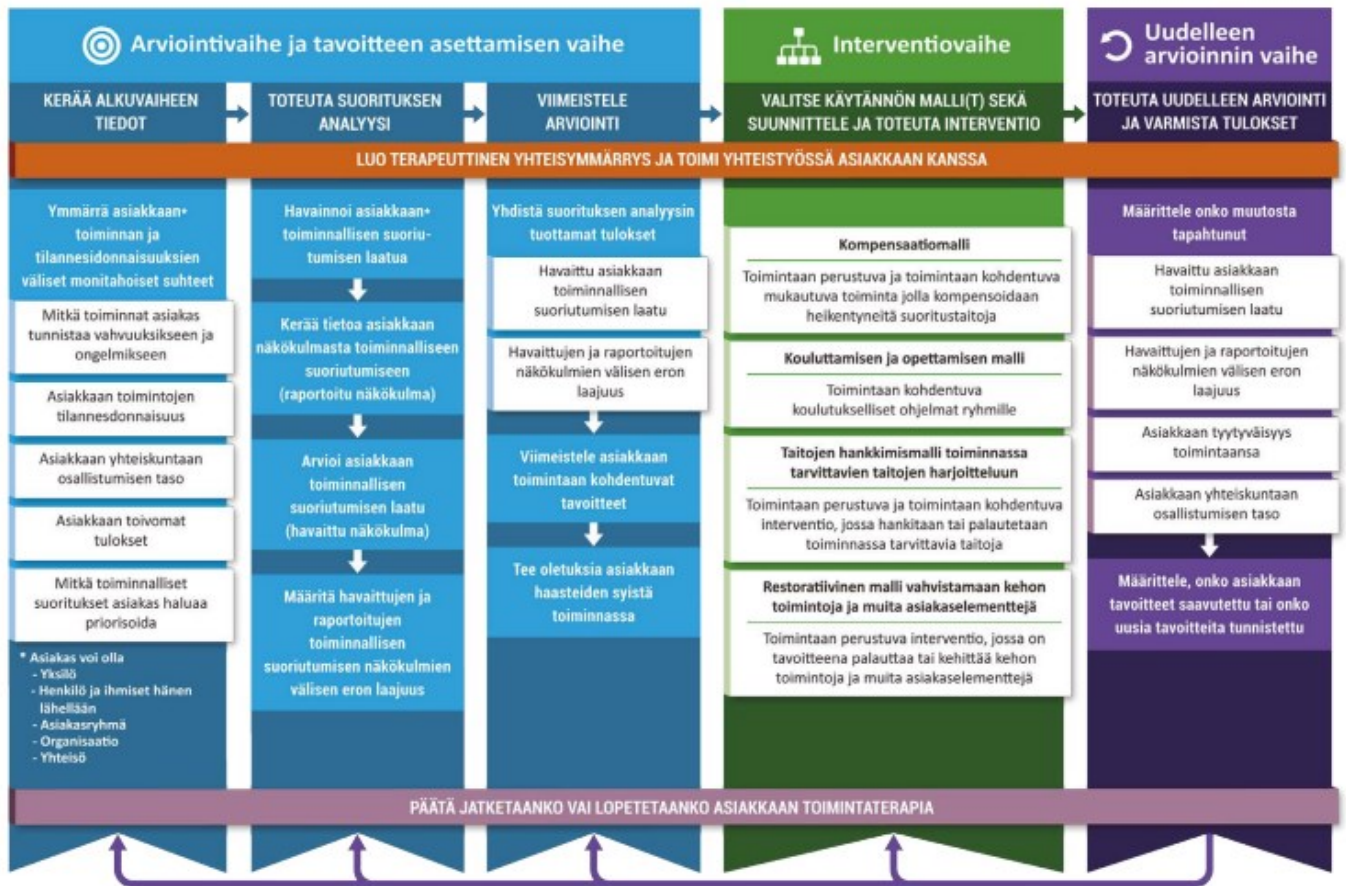 Arviointivaihe ja tavoitteen asettamisen vaihe
KERÄÄ ALKUVAIHEEN
TIEDOT
TOTEUTA SUORITUKSEN
ANALYYSI
VIIMEISTELE
ARVIOINTI
Interventiovaihe
VALITSE KÄYTÄNNÖN MALLI(T) SEKÄ
SUUNNITTELE JA TOTEUTA INTERVENTIO
Uudelleen
arvioinnin vaihe
TOTEUTA UUDELLEEN ARVIOINTI
JA VARMISTA TULOKSET
LUO TERAPEUTTINEN YHTEISYMMÄRRYS JA TOIMI YHTEISTYÖSSÄ ASIAKKAAN KANSSA
Ymmärrä asiakkaan*
toiminnan ja
tilannesidonnaisuuksien
väliset monitahoiset suhteet
Mitkä toiminnat asiakas
tunnistaa vahvuuksikseen ja
ongelmikseen
Asiakkaan toimintojen
tilannesdonnaisuus
Asiakkaan yhteiskuntaan
osallistumisen taso
Asiakkaan toivomat
tulokset
Mitkä toiminnalliset
suoritukset asiakas haluaa
priorisoida
* Asiakas voi olla
- Yksilö
- Henkilö ja ihmiset hänen
lähellään
- Asiakasryhmä
- Organisaatio
- Yhteisö
Havainnoi asiakkaan*
toiminnallisen suoriu-
tumisen laatua
Kerää tietoa asiakkaan
näkökulmasta toiminnalliseen
suoriutumiseen
(raportoitu näkökulma)
Arvioi asiakkaan
toiminnallisen
suoriutumisen laatu
(havaittu näkökulma)
Määritä havaittujen ja
raportoitujen
toiminnallisen
suoriutumisen näkökulmien
välisen eron laajuus
Yhdistä suorituksen analyysin
tuottamat tulokset
Havaittu asiakkaan
toiminnallisen
suoriutumisen laatu
Havaittujen ja raportoitujen
näkökulmien välisen eron
laajuus
Viimeistele asiakkaan
toimintaan kohdentuvat
tavoitteet
Tee oletuksia asiakkaan
haasteiden syistä
toiminnassa
Kompensaatiomalli
Toimintaan perustuva ja toimintaan kohdentuva
mukautuva toiminta jolla kompensoidaan
heikentyneitä suoritustaitoja
Kouluttamisen ja opettamisen malli
Toimintaan kohdentuva
koulutukselliset ohjelmat ryhmille
Taitojen hankkimismalli toiminnassa
tarvittavien taitojen harjoitteluun
Toimintaan perustuva ja toimintaan kohdentuva
interventio, jossa hankitaan tai palautetaan
toiminnassa tarvittavia taitoja
Restoratiivinen malli vahvistamaan kehon
toimintoja ja muita asiakaselementtejä
Toimintaan perustuva interventio, jossa on
tavoitteena palauttaa tai kehittää kehon
toimintoja ja muita asiakaselementtejä
Määrittele onko muutosta
tapahtunut
Havaittu asiakkaan
toiminnallisen
suoriutumisen laatu
Havaittujen ja raportoitujen
näkökulmien välisen eron
laajuus
Asiakkaan tyytyväisyys
toimintaansa
Asiakkaan yhteiskuntaan
osallistumisen taso
Määrittele, onko asiakkaan
tavoitteet saavutettu tai onko
uusia tavoitteita tunnistettu
PÄÄTÄ JATKETAANKO VAI LOPETETAANKO ASIAKKAAN TOIMINTATERAPIA